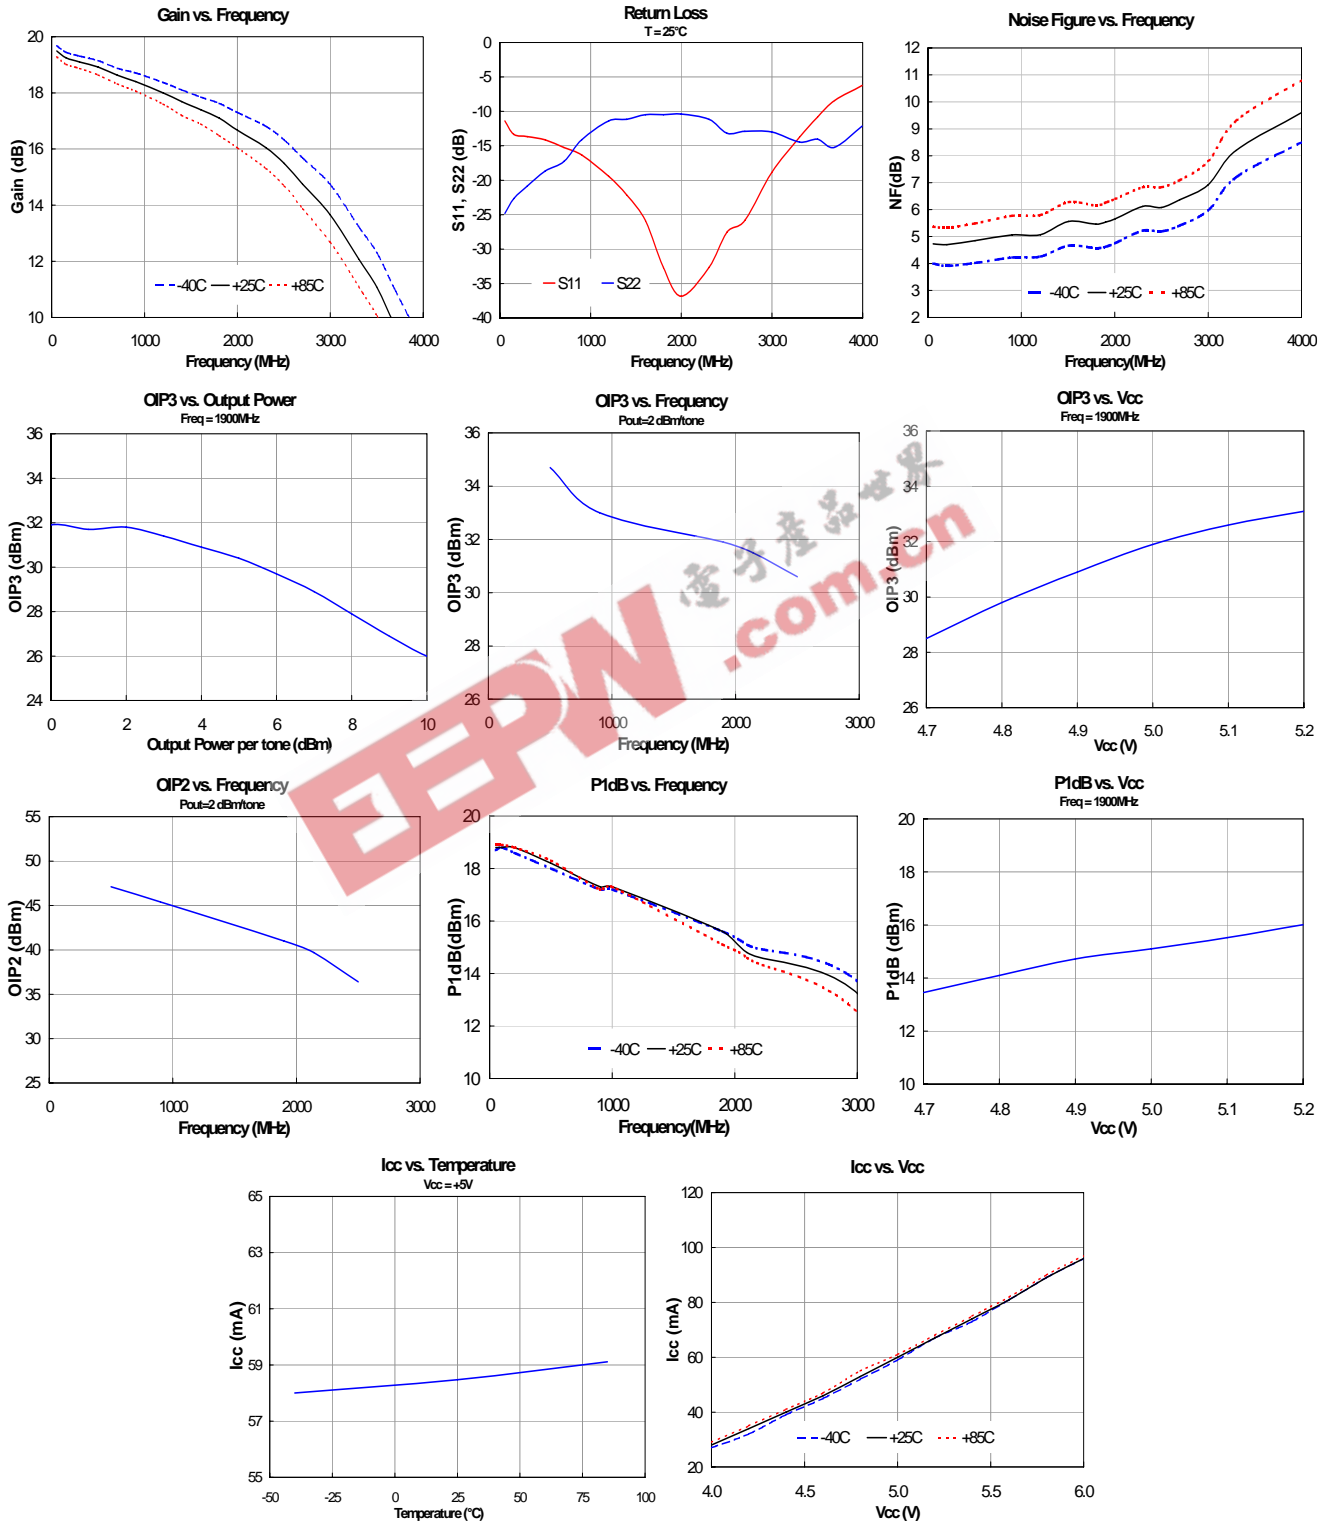 Gain vs. Frequency
20
18
16
14
12
10
Gain (dB)
-40C +25C +85C
0 1000 2000 3000 4000
Frequency (MHz)
Return Loss
T = 25°C
0
-5
-10
-15
-20
-25
-30
-35
-40
S11, S22 (dB)
S11 S22
0 500 1000 1500 2000 2500 3000 3500 4000
Frequency (MHz)
Noise Figure vs. Frequency
12
11
10
9
8
7
6
5
4
3
2
NF(dB)
-40C +25C +85C
0 1000 2000 3000 4000
Frequency(MHz)
OIP3 vs. Output Power
Freq = 1900MHz
36
34
32
30
28
26
24
OIP3 (dBm)
0 2 4 6 8 10
Output Power per tone (dBm)
OIP3 vs. Frequency
Pout=2 dBm/tone
36
34
32
30
28
26
OIP3 (dBm)
0 1000 2000 3000
Frequency (MHz)
OIP3 vs. Vcc
Freq = 1900MHz
36
34
32
30
28
26
OIP3 (dBm)
4.7 4.8 4.9 5.0 5.1 5.2
Vcc (V)
EEPW
.com.cn
電子產品世界
OIP2 vs. Frequency
Pout=2 dBm/tone
55
50
45
40
35
30
25
OIP2 (dBm)
0 1000 2000 3000
Frequency (MHz)
P1dB vs. Frequency
20
18
16
14
12
10
P1dB(dBm)
-40C +25C +85C
0 1000 2000 3000
Frequency(MHz)
P1dB vs. Vcc
Freq = 1900MHz
20
18
16
14
12
10
P1dB (dBm)
4.7 4.8 4.9 5.0 5.1 5.2
Vcc (V)
Icc vs. Temperature
Vcc = +5V
65
63
61
59
57
55
Icc (mA)
-50 -25 0 25 50 75 100
Temperature (°C)
Icc vs. Vcc
120
100
80
60
40
20
Icc (mA)
-40C +25C +85C
4.0 4.5 5.0 5.5 6.0
Vcc (V)